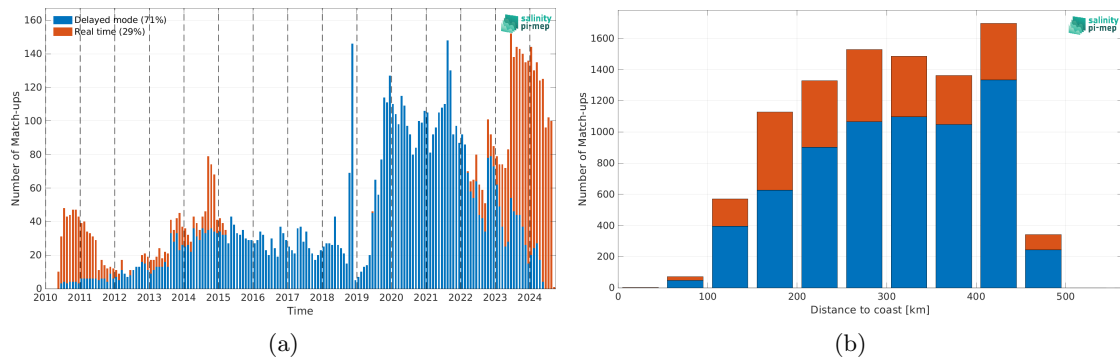 Delayed mode (71%)
Real time (29%)
salinity
pi-mep
Number of Match-ups
160
140
120
100
80
60
40
20
0
2010 2011 2012 2013 2014 2015 2016 2017 2018 2019 2020 2021 2022 2023 2024
Time
(a)
salinity
pi-mep
Number of Match-ups
1600
1400
1200
1000
800
600
400
200
0
0 100 200 300 400 500
Distance to coast [km]
(b)